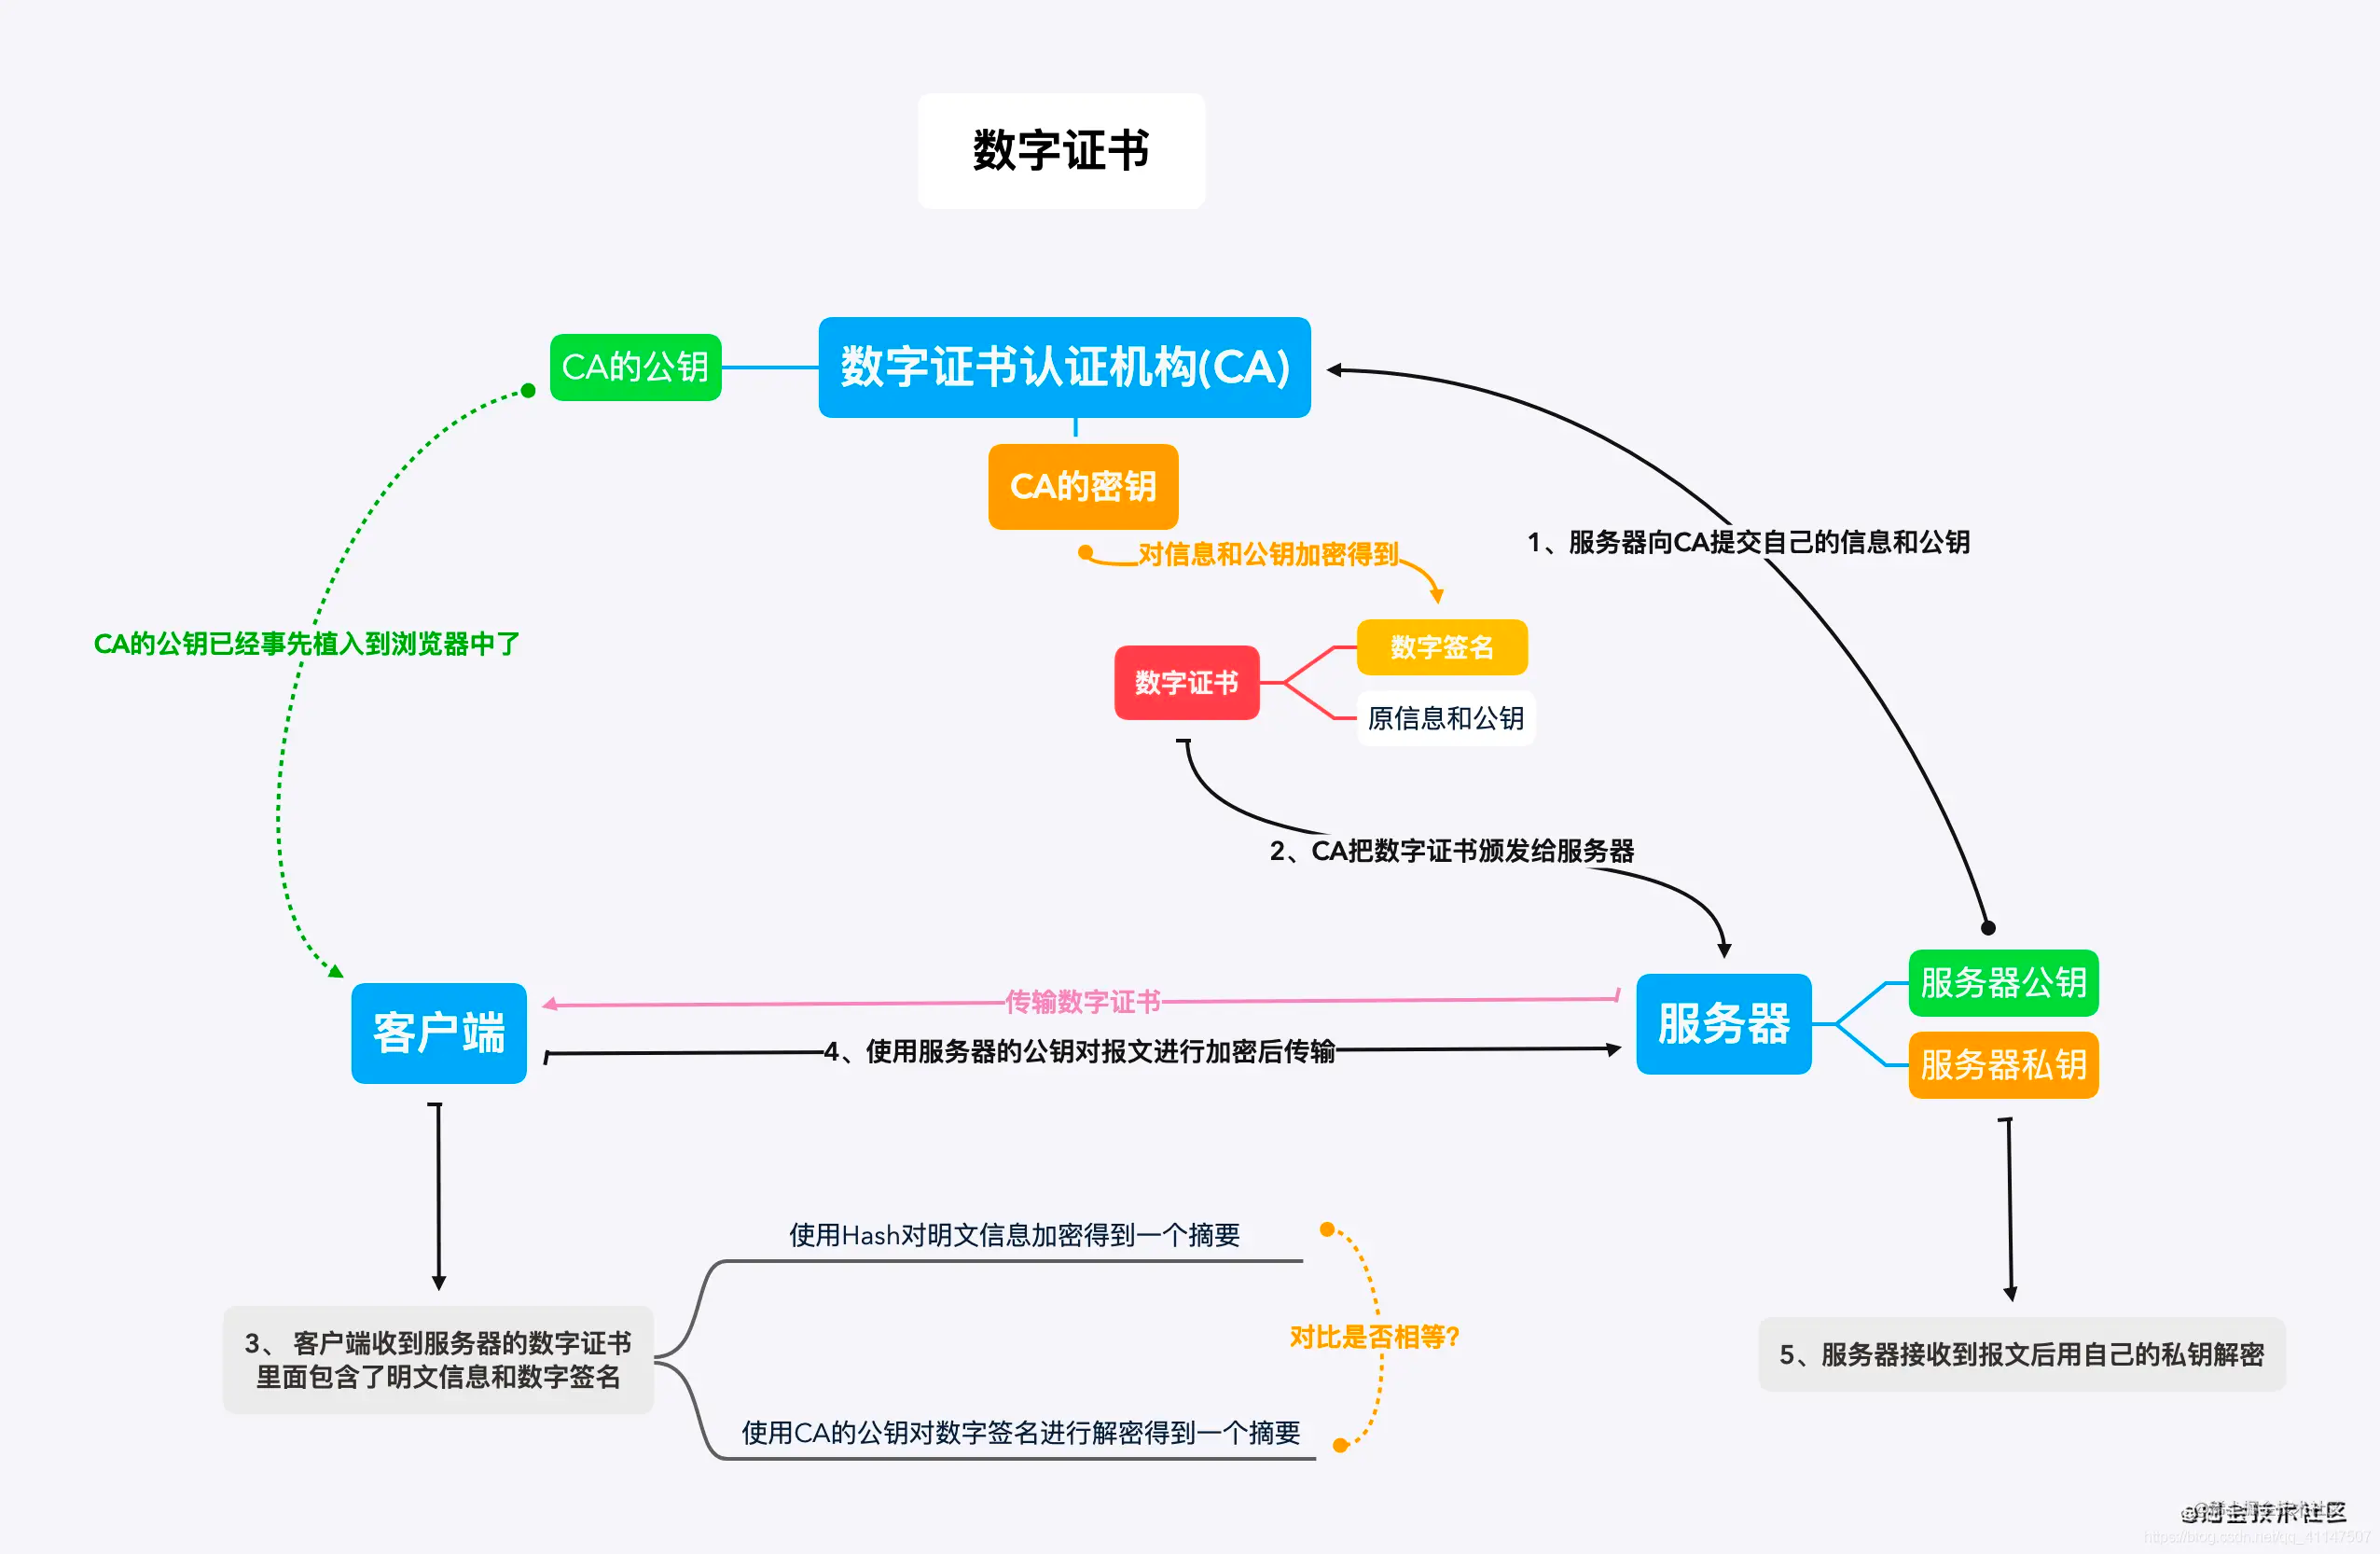 数字证书
CA的公钥
数字证书认证机构(CA)
CA的密钥
对信息和公钥加密得到
1、服务器向CA提交自己的信息和公钥
CA的公钥已经事先植入到浏览器中了
数字签名
数字证书
原信息和公钥
2、CA把数字证书颁发给服务器
服务器公钥
传输数字证书
客户端
服务器
4、使用服务器的公钥对报文进行加密后传输
服务器私钥
使用Hash对明文信息加密得到一个摘要
对比是否相等?
3、 客户端收到服务器的数字证书
里面包含了明文信息和数字签名
5、服务器接收到报文后用自己的私钥解密
使用CA的公钥对数字签名进行解密得到一个摘要
@稀土掘金技术社区
https://blog.csdn.net/qq_41147507